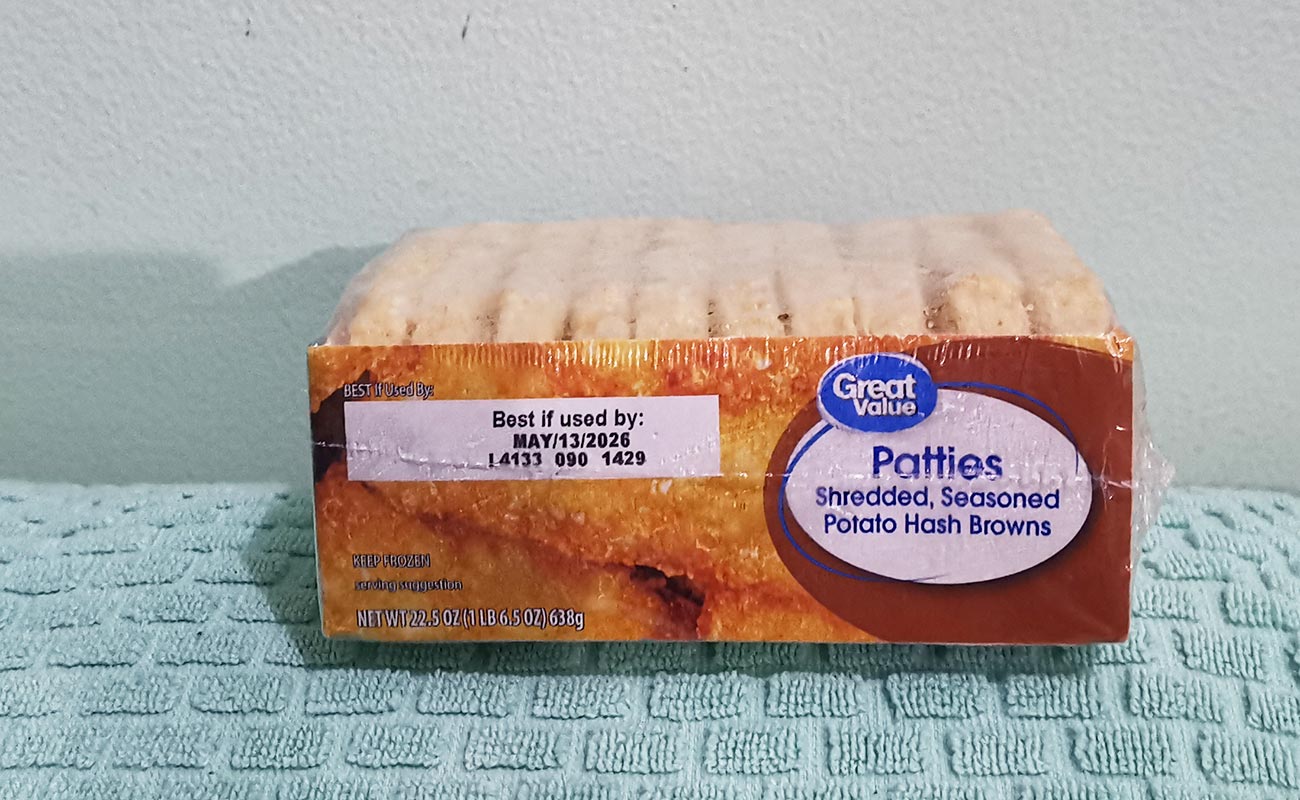 BEST If Used By:
Best if used by:
MAY/13/2026
L4133 090 1429
KEEP FROZEN
serving suggestion
NET WT 22.5 OZ (1 LB 6.5 OZ) 638g
Great
Value
Patties
Shredded, Seasoned
Potato Hash Browns